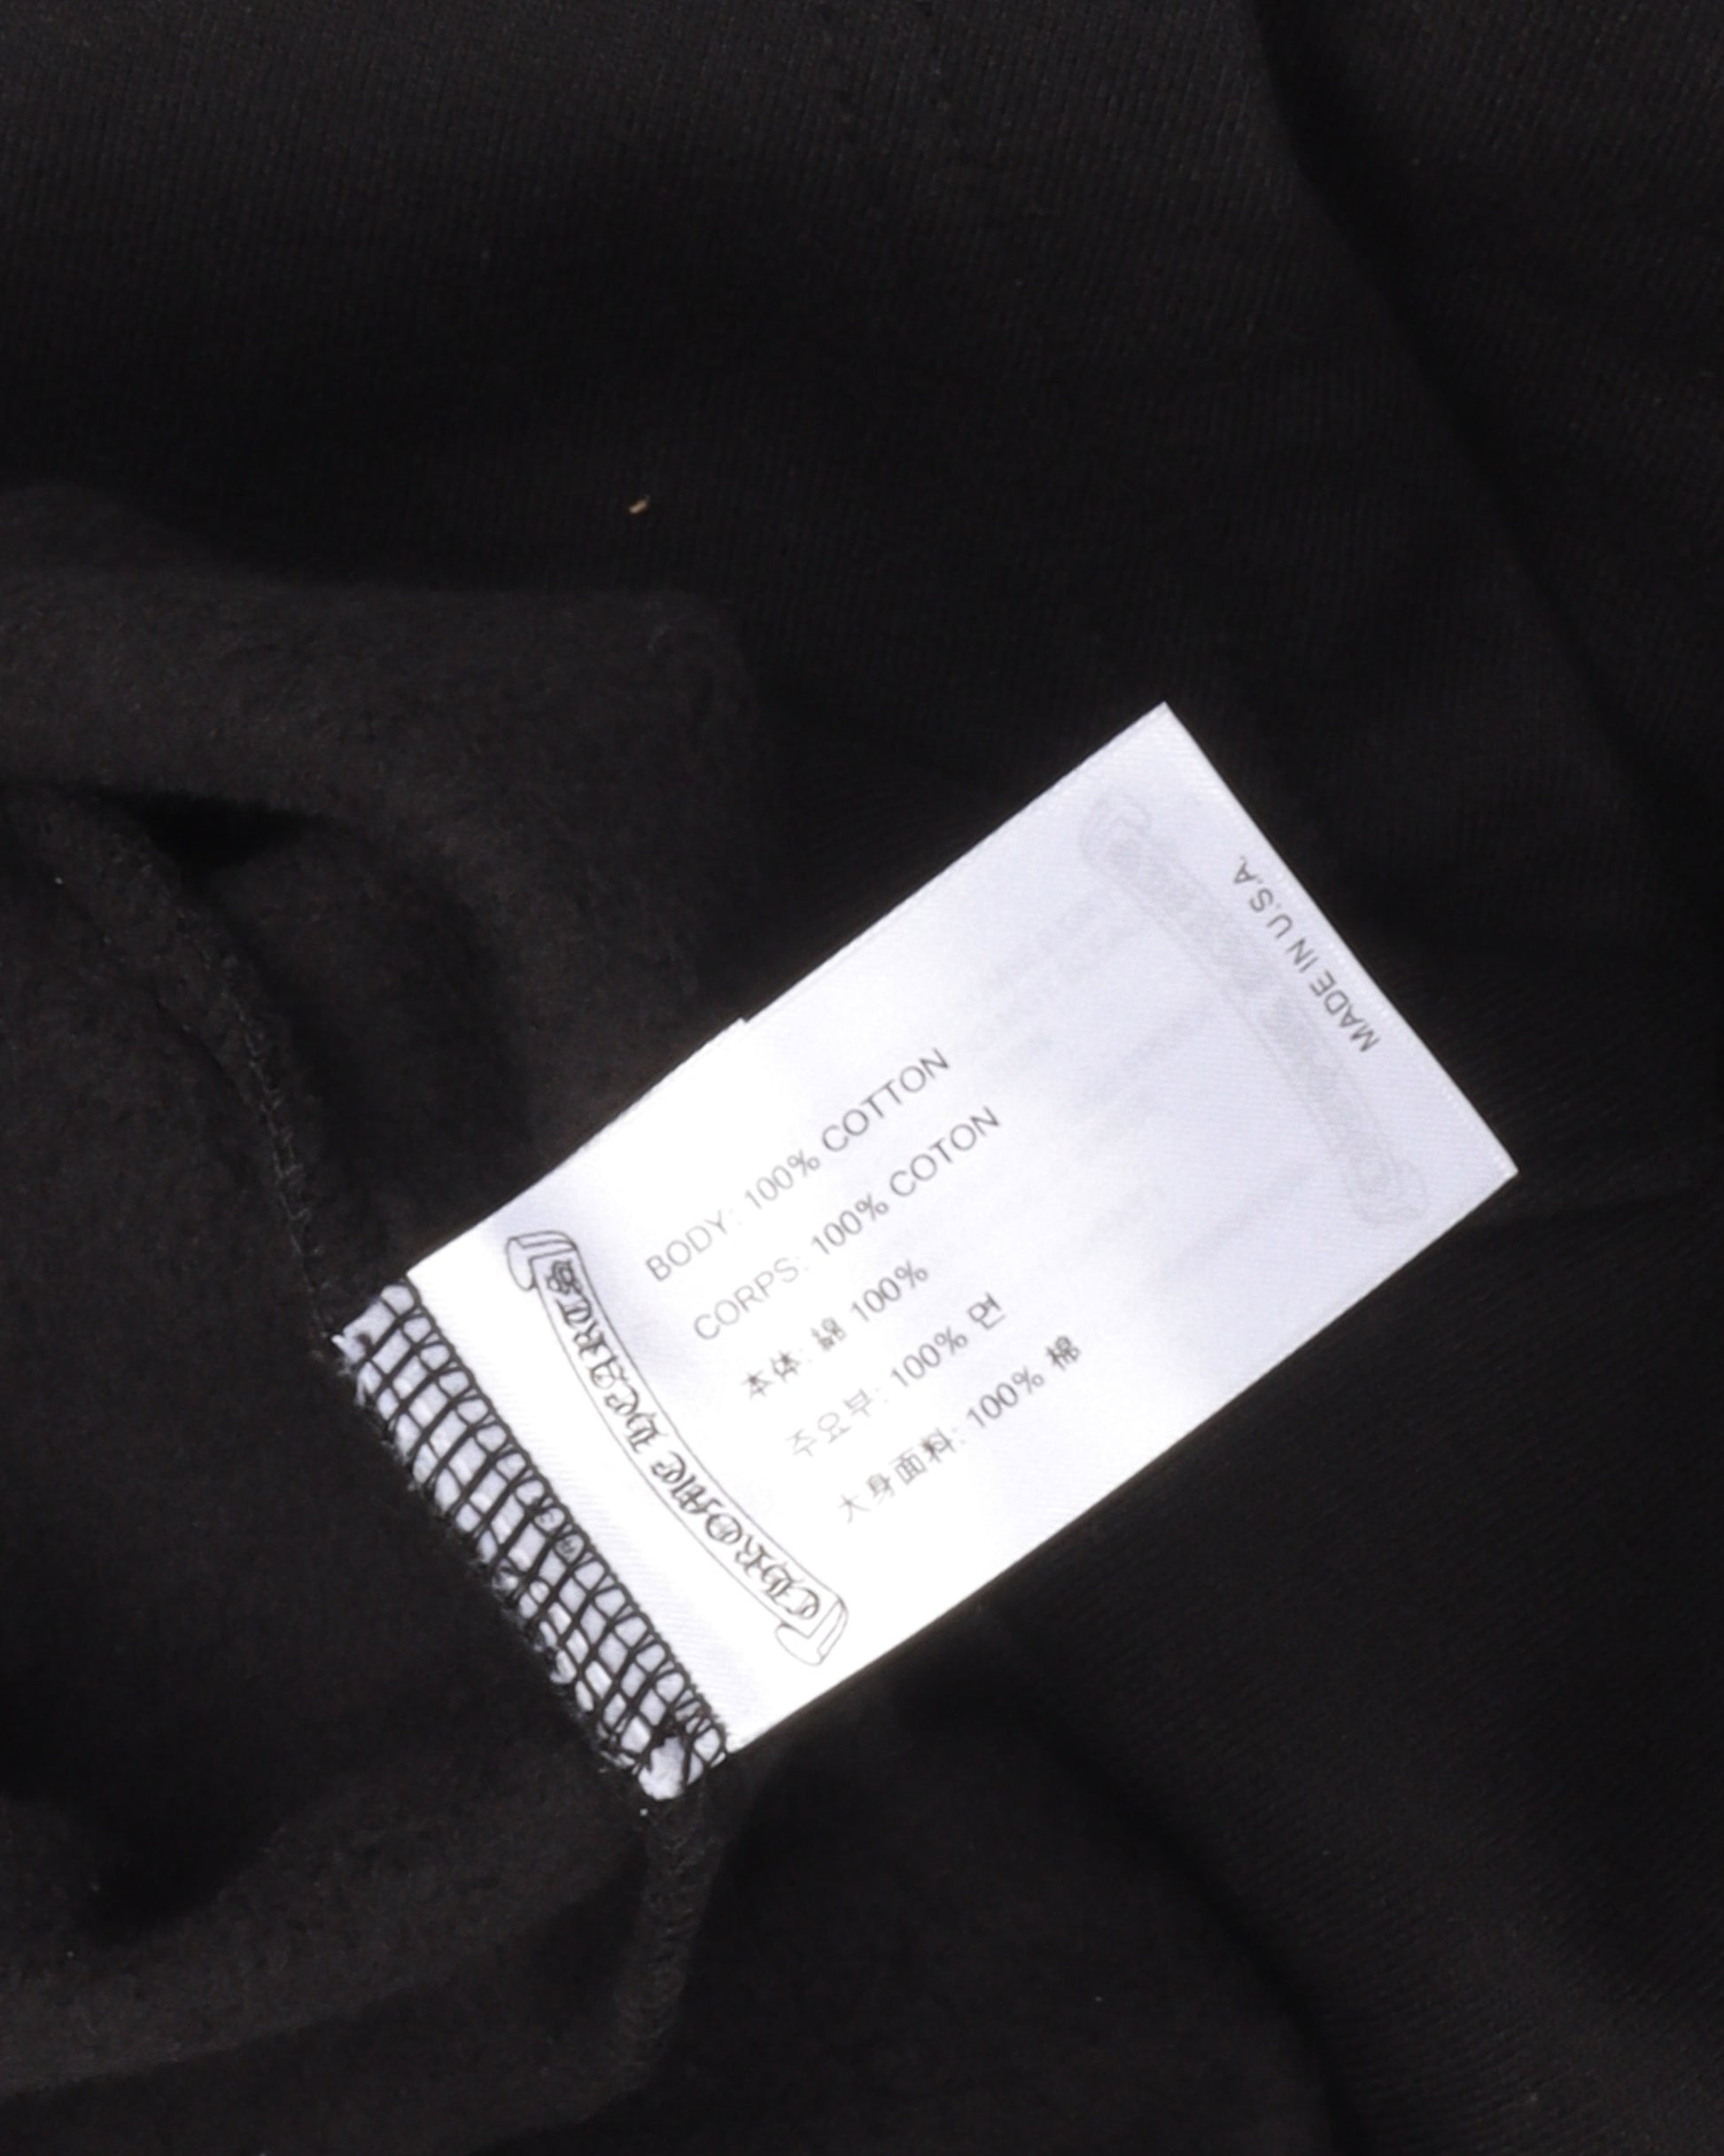 CHROME HEARTS
BODY: 100% COTTON
CORPS: 100% COTON
本体: 綿 100%
주요부: 100% 면
大身面料: 100% 棉
MADE IN U.S.A.